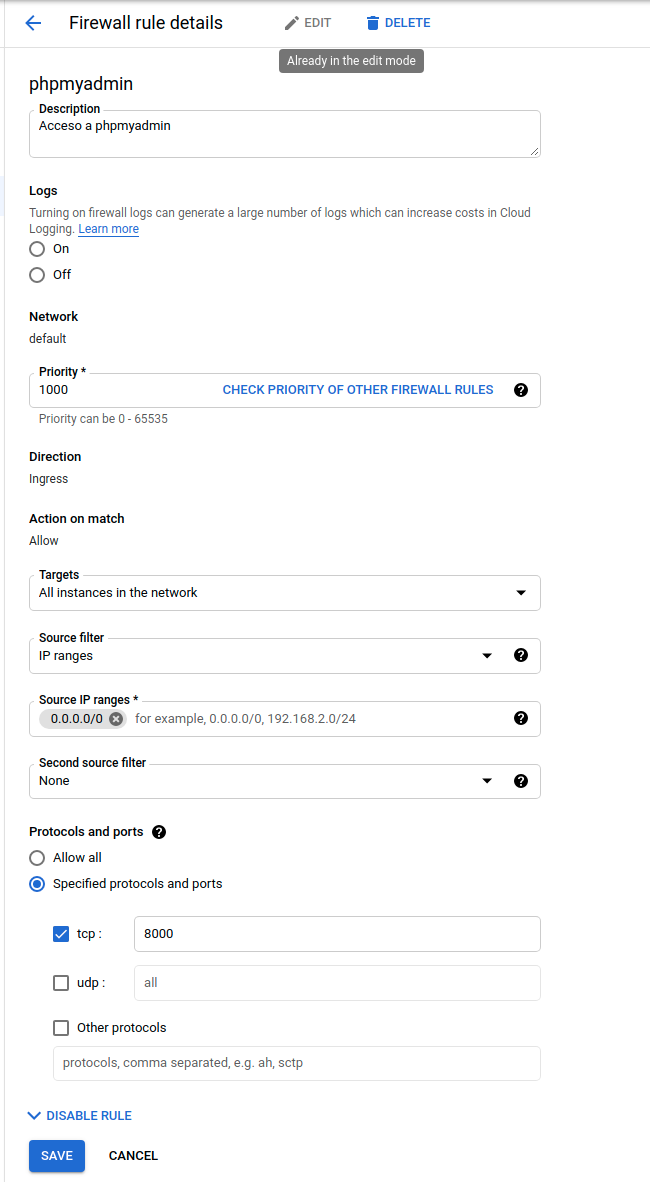 Firewall rule details
EDIT
DELETE
Already in the edit mode
phpmyadmin
Description
Acceso a phpmyadmin
Logs
Turning on firewall logs can generate a large number of logs which can increase costs in Cloud
Logging. Learn more
On
Off
Network
default
Priority *
1000
CHECK PRIORITY OF OTHER FIREWALL RULES
Priority can be 0 - 65535
Direction
Ingress
Action on match
Allow
Targets
All instances in the network
Source filter
IP ranges
Source IP ranges *
0.0.0.0/0 for example, 0.0.0.0/0, 192.168.2.0/24
Second source filter
None
Protocols and ports
Allow all
Specified protocols and ports
tcp : 8000
udp : all
Other protocols
protocols, comma separated, e.g. ah, sctp
DISABLE RULE
SAVE
CANCEL